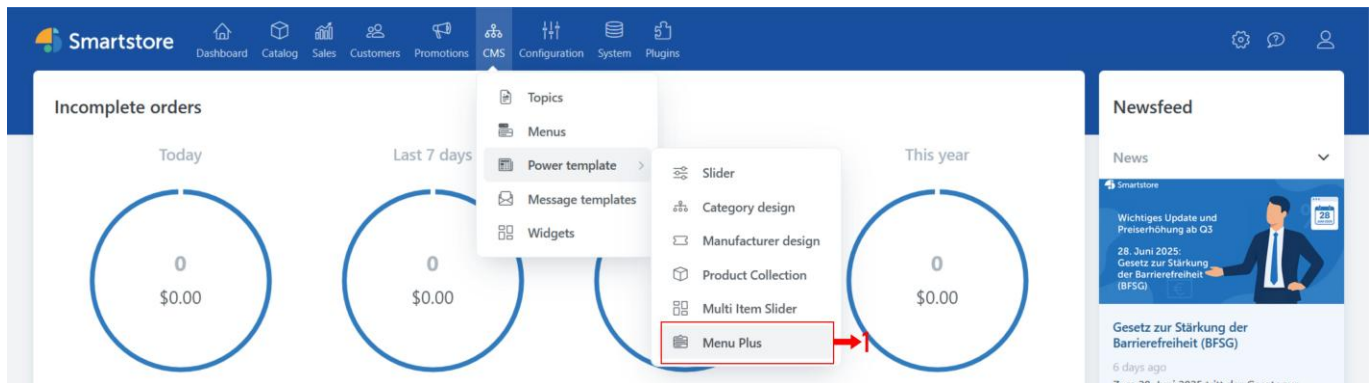 Smartstore
Dashboard Catalog Sales Customers Promotions CMS Configuration System Plugins
Incomplete orders
Today
Last 7 days
This year
0
$0.00
0
$0.00
0
$0.00
Topics
Menus
Power template
Message templates
Widgets
Slider
Category design
Manufacturer design
Product Collection
Multi Item Slider
Menu Plus
1
Newsfeed
News
Smartstore
Wichtiges Update und
Preiserhöhung ab Q3
28. Juni 2025:
Gesetz zur Stärkung
der Barrierefreiheit
(BFSG)
28
Gesetz zur Stärkung der
Barrierefreiheit (BFSG)
6 days ago